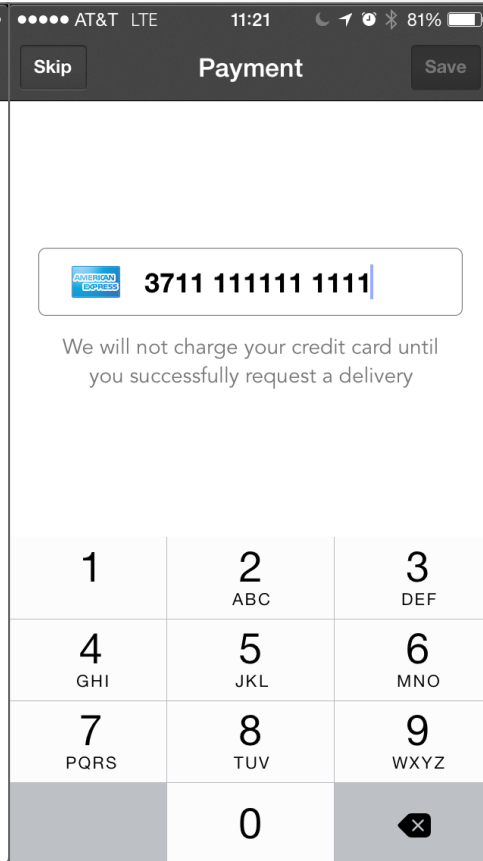 AT&T LTE 11:21 81%
Skip Payment Save
AMERICAN
EXPRESS
3711 111111 1111
We will not charge your credit card until
you successfully request a delivery
1 2 3
ABC DEF
4 5 6
GHI JKL MNO
7 8 9
PQRS TUV WXYZ
0